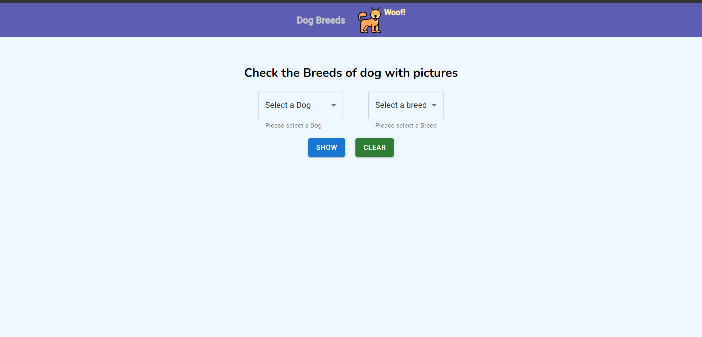 Dog Breeds
Woof!
Check the Breeds of dog with pictures
Select a Dog
Select a breed
Please select a Dog
Please select a Breed
SHOW
CLEAR